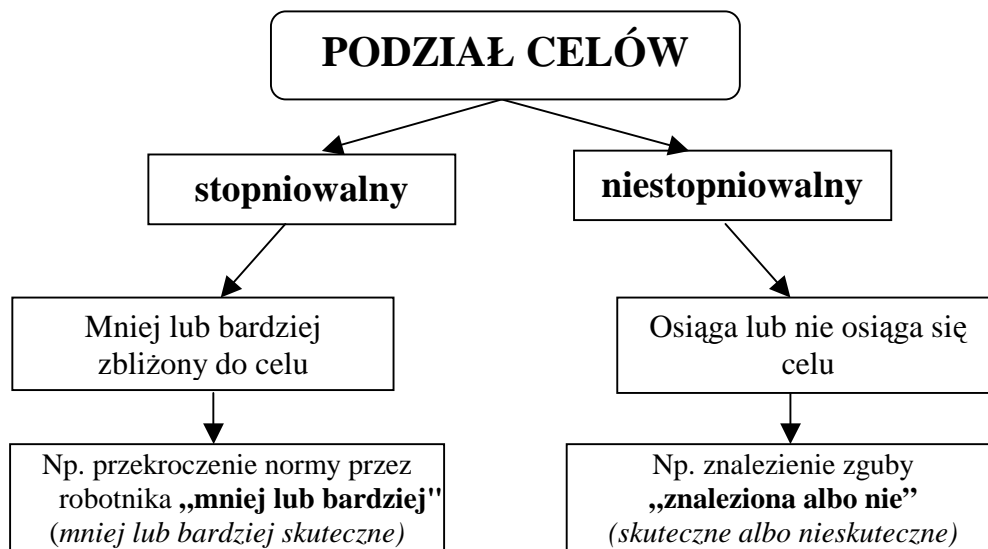 PODZIAŁ CELÓW
stopniowalny
niestopniowalny
Mniej lub bardziej
zbliżony do celu
Osiąga lub nie osiąga się
celu
Np. przekroczenie normy przez
robotnika „mniej lub bardziej"
(mniej lub bardziej skuteczne)
Np. znalezienie zguby
„znaleziona albo nie”
(skuteczne albo nieskuteczne)